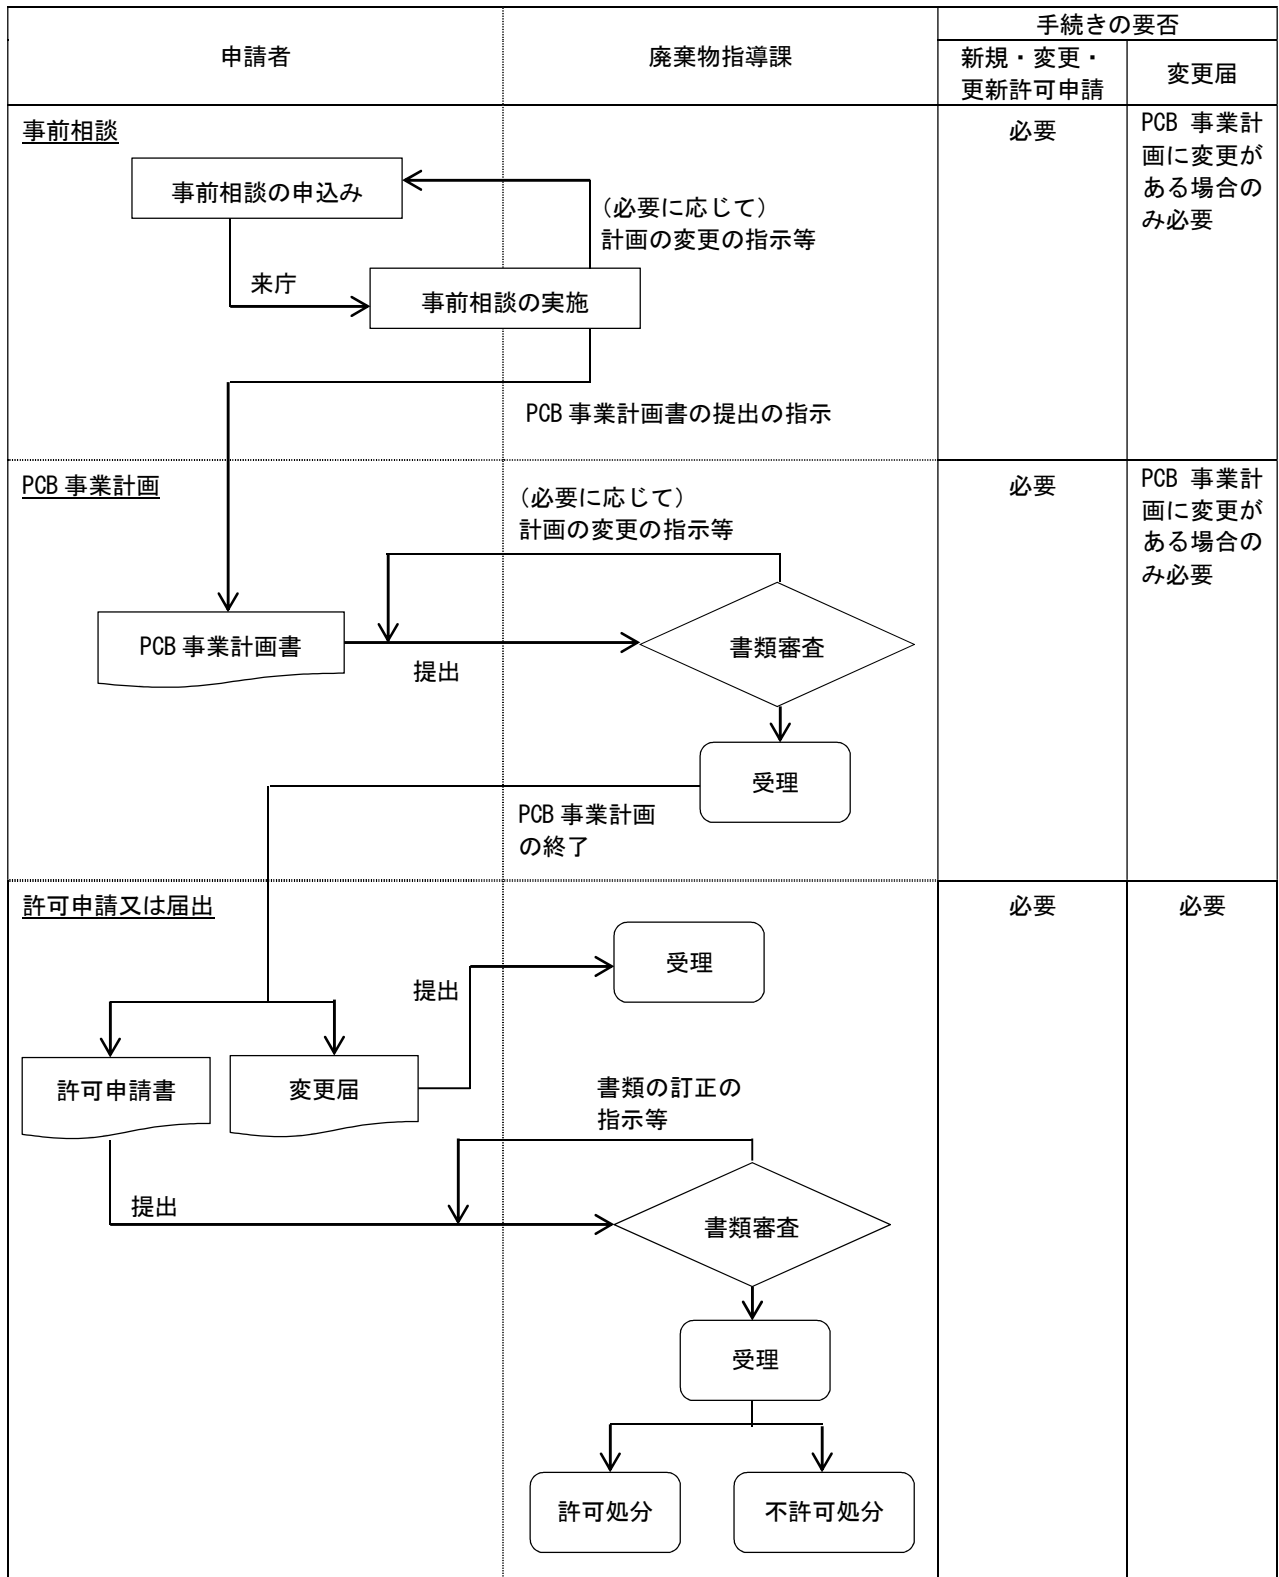 申請者
廃棄物指導課
手続きの要否
新規・変更・
更新許可申請
変更届
事前相談
必要
PCB 事業計
画に変更が
ある場合の
み必要
事前相談の申込み
（必要に応じて）
計画の変更の指示等
来庁
事前相談の実施
PCB 事業計画書の提出の指示
PCB 事業計画
必要
PCB 事業計
画に変更が
ある場合の
み必要
（必要に応じて）
計画の変更の指示等
PCB 事業計画書
提出
書類審査
受理
PCB 事業計画
の終了
許可申請又は届出
必要
必要
受理
提出
許可申請書
変更届
書類の訂正の
指示等
提出
書類審査
受理
許可処分
不許可処分